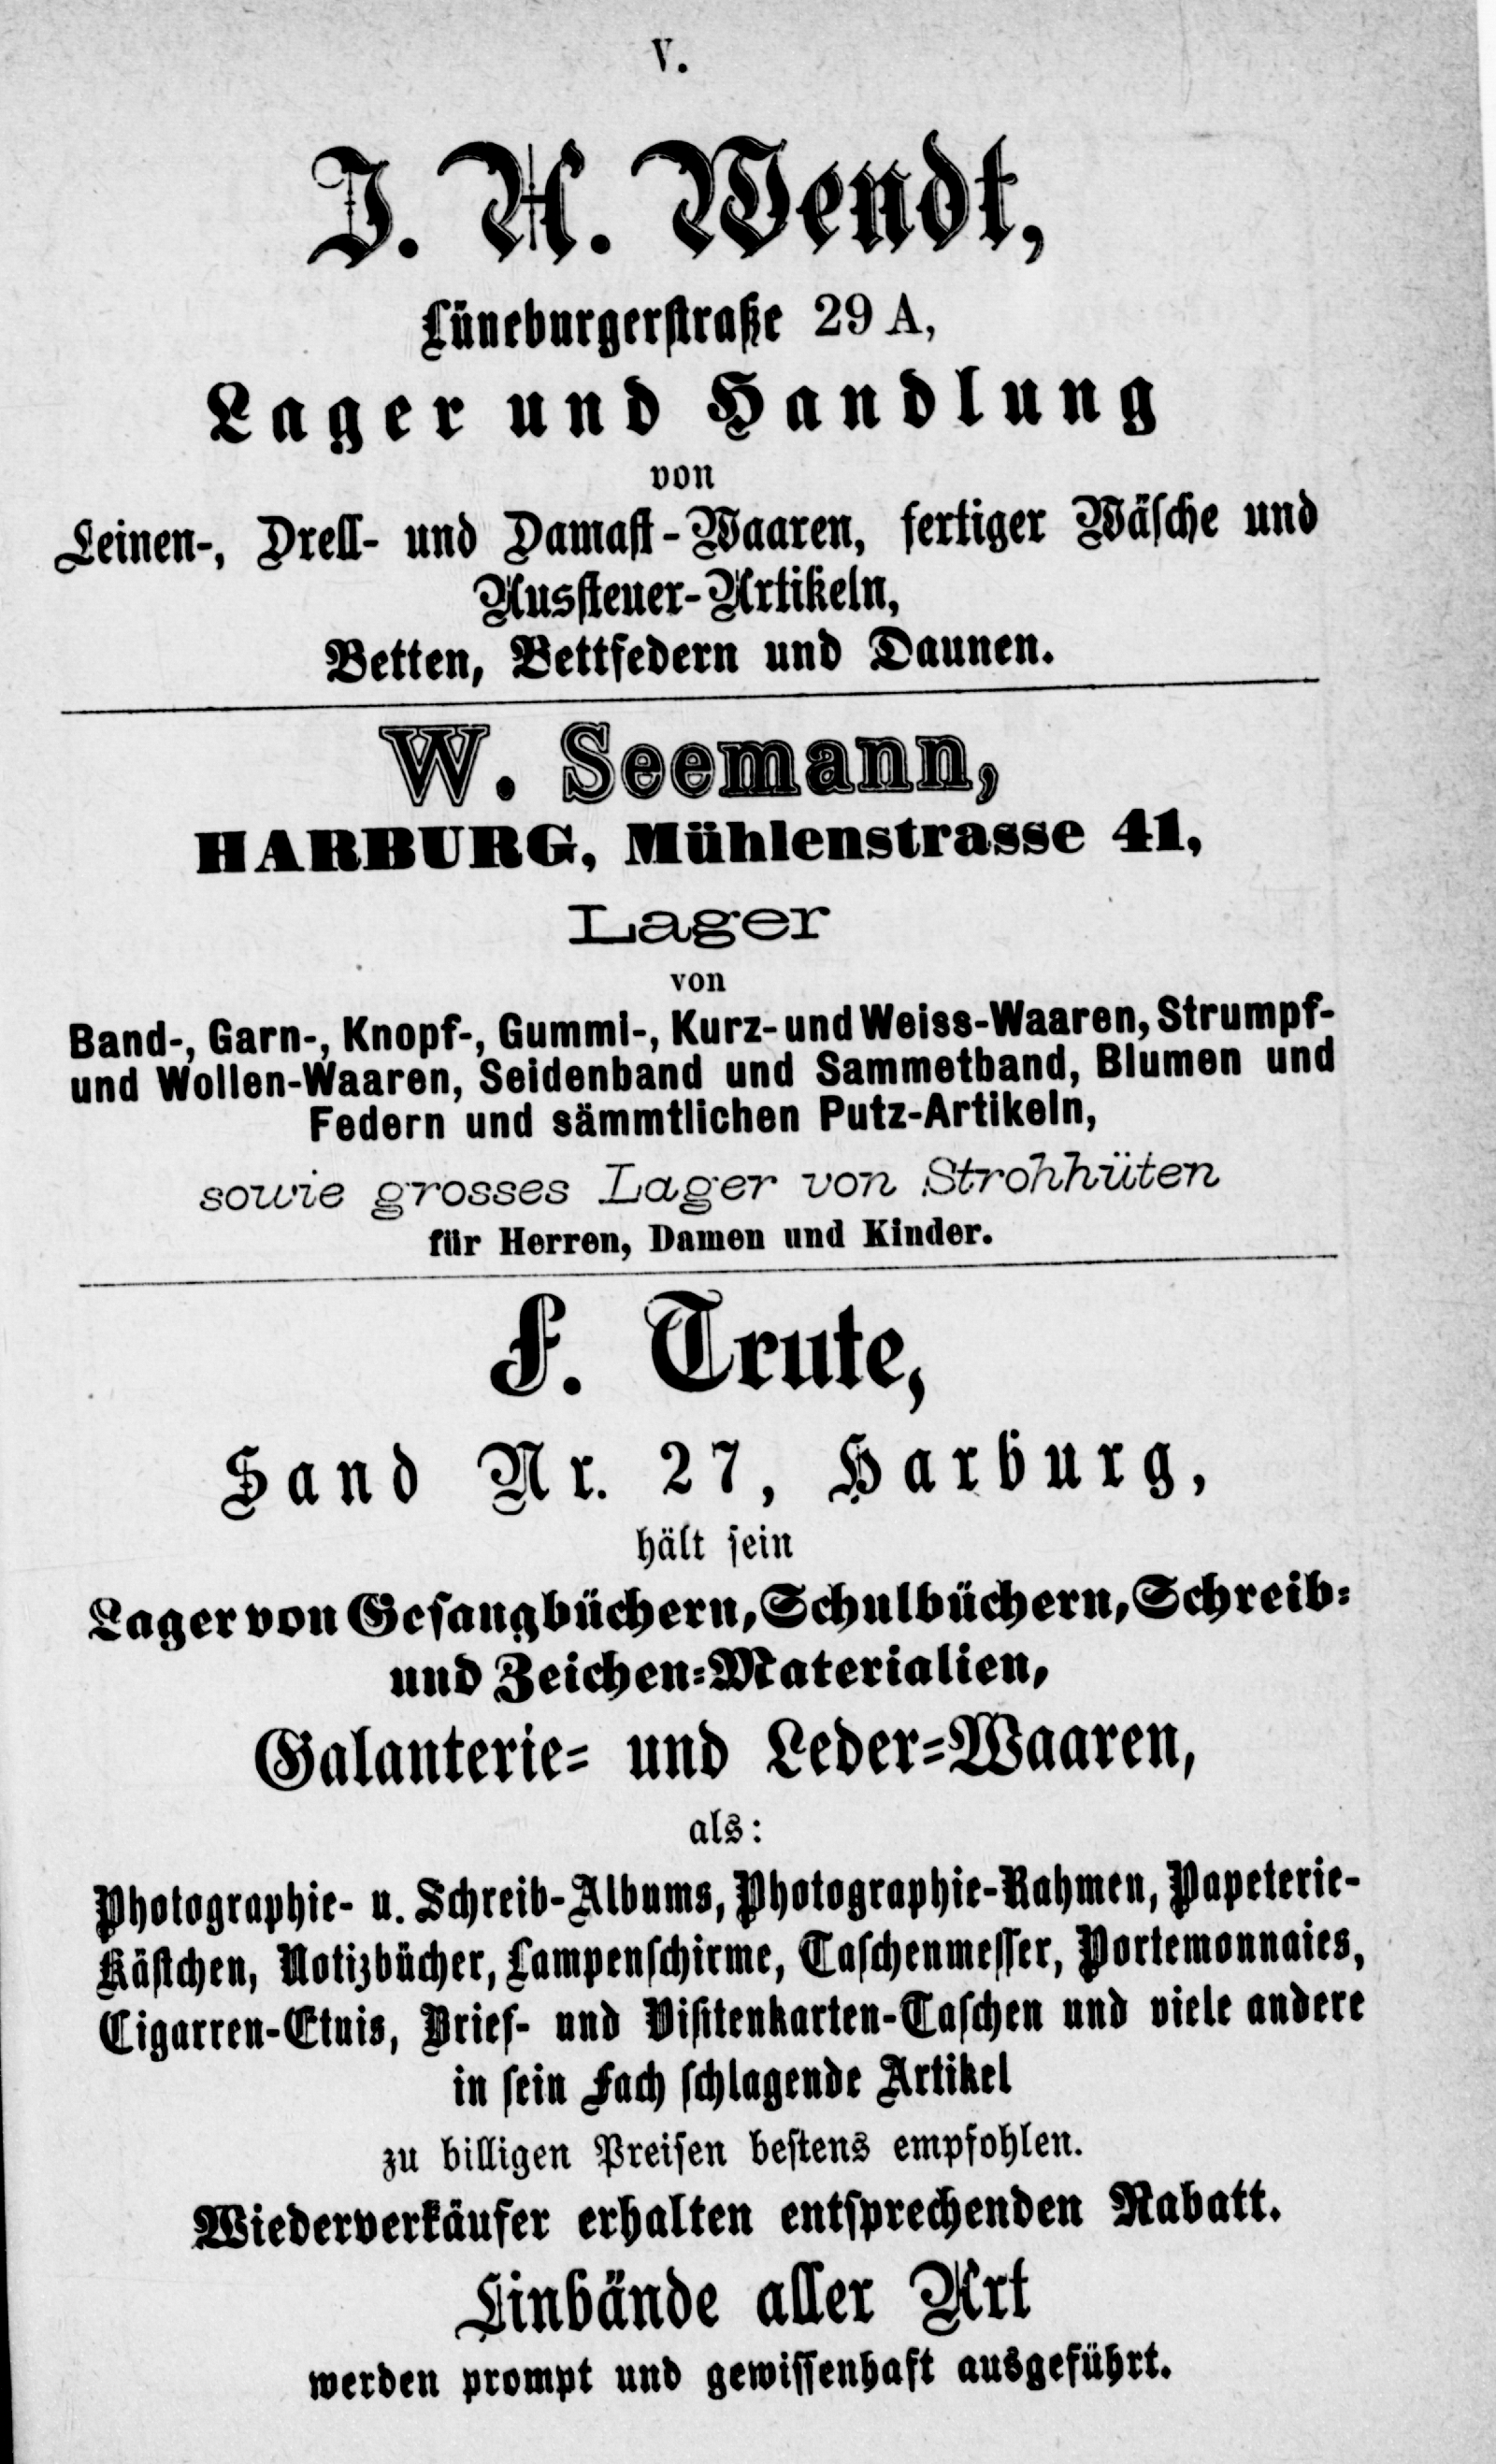 V.
J. A. Wendt,
Lüneburgerstraße 29 A,
Lager und Handlung
von
Leinen-, Drell- und Damast-Waaren, fertiger Wäsche und
Aussteuer-Artikeln,
Betten, Bettfedern und Daunen.
W. Seemann,
HARBURG, Mühlenstrasse 41,
Lager
von
Band-, Garn-, Knopf-, Gummi-, Kurz- und Weiss-Waaren, Strumpf-
und Wollen-Waaren, Seidenband und Sammetband, Blumen und
Federn und sämmtlichen Putz-Artikeln,
sowie grosses Lager von Strohhüten
für Herren, Damen und Kinder.
F. Trute,
Sand Nr. 27, Harburg,
hält sein
Lager von Gesangbüchern, Schulbüchern, Schreib-
und Zeichen-Materialien,
Galanterie- und Leder-Waaren,
als:
Photographie- u. Schreib-Albums, Photographie-Rahmen, Papeterie-
Kästchen, Notizbücher, Lampenschirme, Taschenmesser, Portemonnaies,
Cigarren-Etuis, Brief- und Visitenkarten-Taschen und viele andere
in sein Fach schlagende Artikel
zu billigen Preisen bestens empfohlen.
Wiederverkäufer erhalten entsprechenden Rabatt.
Einbände aller Art
werden prompt und gewissenhaft ausgeführt.